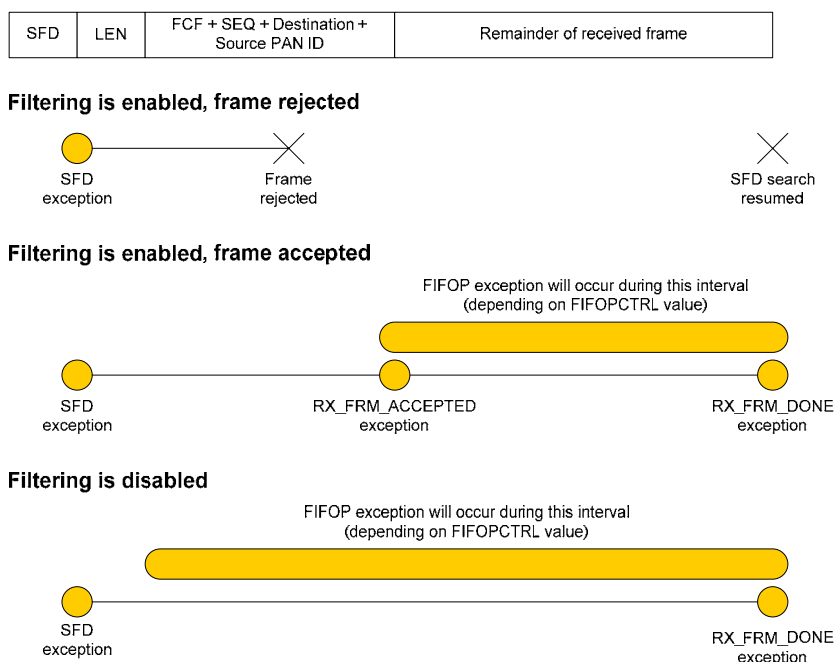 SFD
LEN
FCF + SEQ + Destination +
Source PAN ID
Remainder of received frame
Filtering is enabled, frame rejected
SFD
exception
Frame
rejected
SFD search
resumed
Filtering is enabled, frame accepted
FIFOP exception will occur during this interval
(depending on FIFOPCTRL value)
SFD
exception
RX_FRM_ACCEPTED
exception
RX_FRM_DONE
exception
Filtering is disabled
FIFOP exception will occur during this interval
(depending on FIFOPCTRL value)
SFD
exception
RX_FRM_DONE
exception